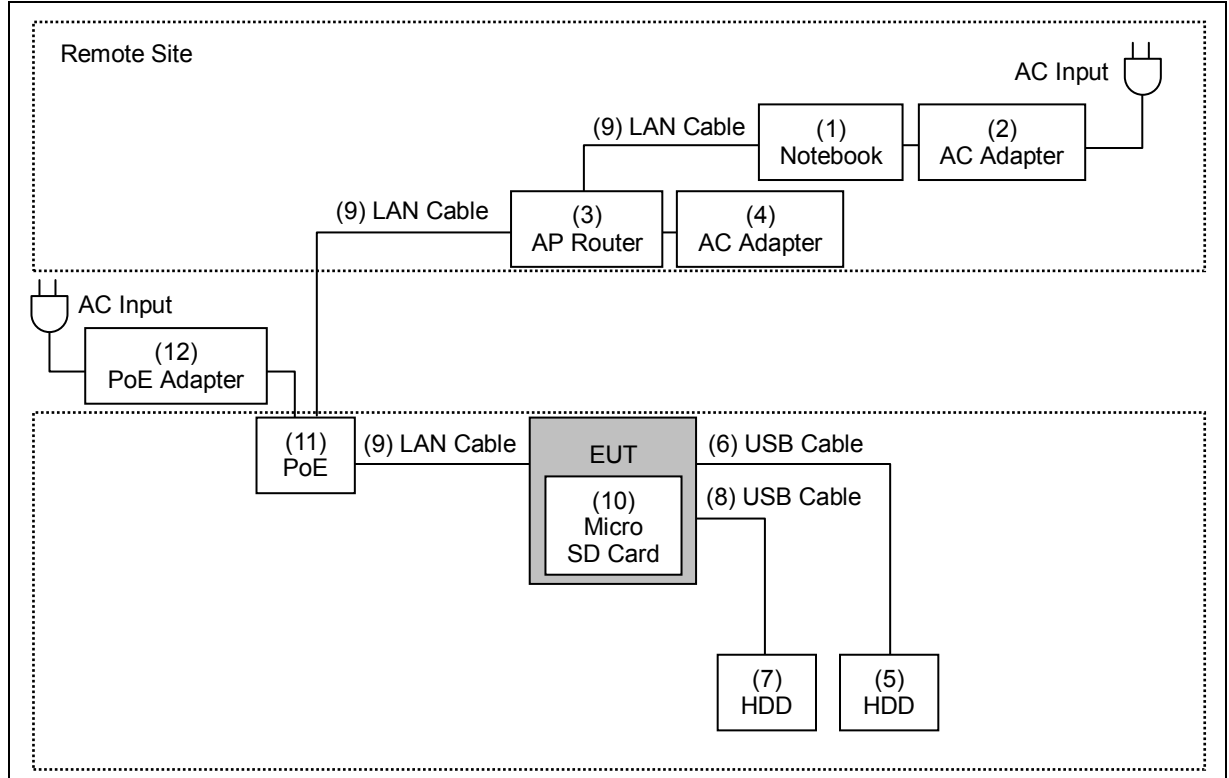 Remote Site
AC Input
(9) LAN Cable
(1)
Notebook
(2)
AC Adapter
(9) LAN Cable
(3)
AP Router
(4)
AC Adapter
AC Input
(12)
PoE Adapter
(11)
PoE
(9) LAN Cable
EUT
(6) USB Cable
(10)
Micro
SD Card
(8) USB Cable
(7)
HDD
(5)
HDD